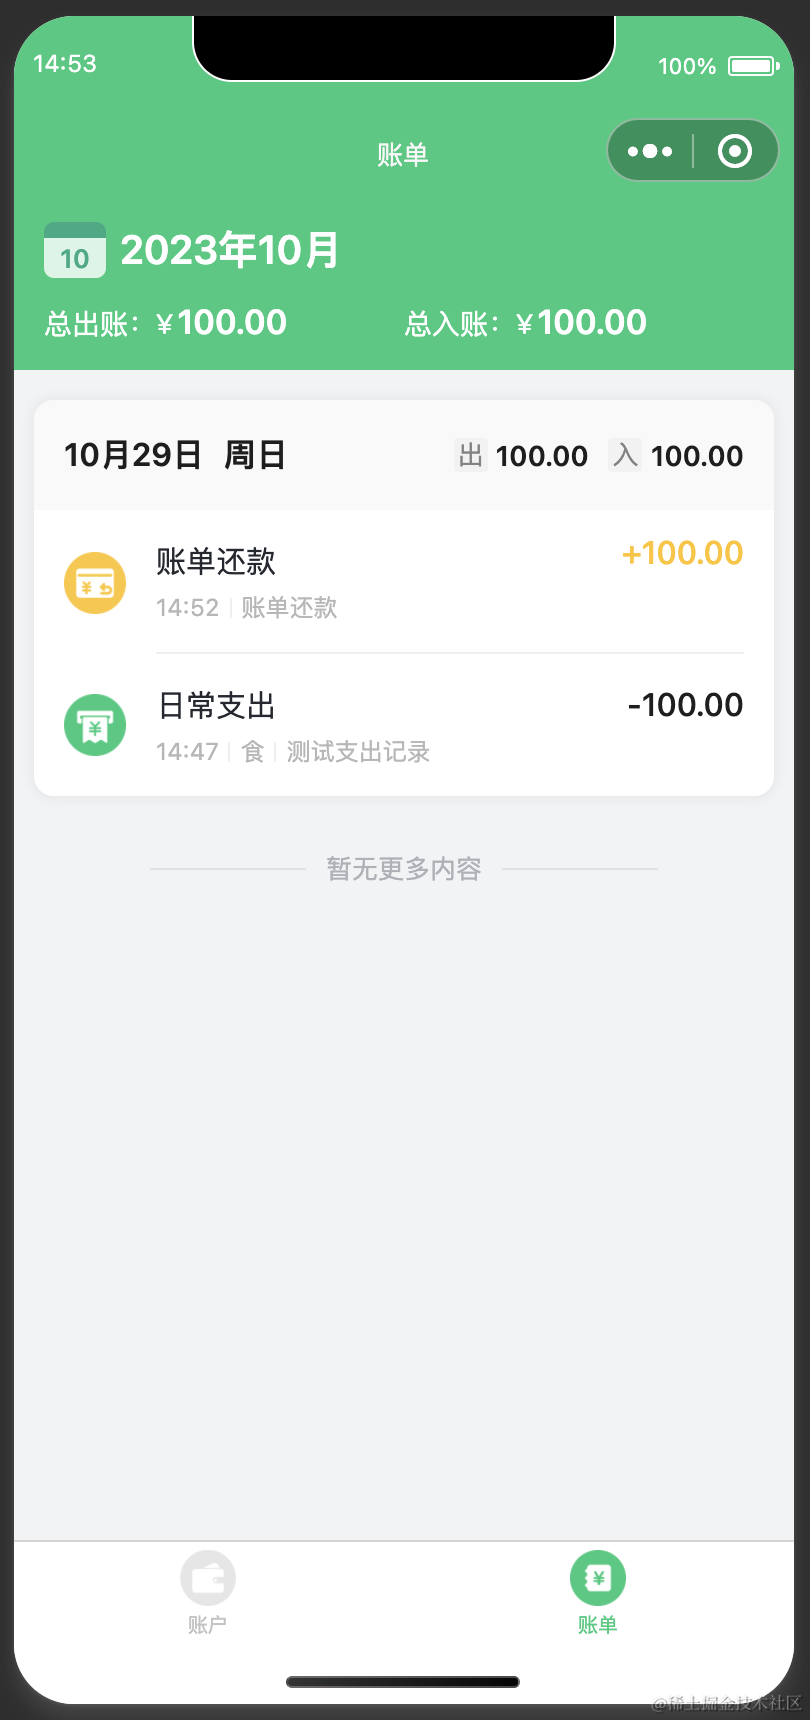 14:53
100%
账单
10 2023年10月
总出账：￥100.00 总入账：￥100.00
10月29日 周日 出 100.00 入 100.00
账单还款 +100.00
14:52 账单还款
日常支出 -100.00
14:47 食 测试支出记录
暂无更多内容
账户 账单
@稀土掘金技术社区